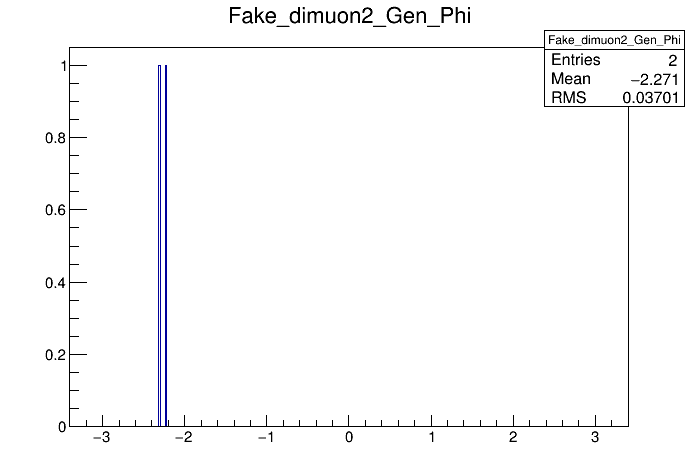 Fake_dimuon2_Gen_Phi
Fake_dimuon2_Gen_Phi
Entries 2
Mean −2.271
RMS 0.03701
1
0.8
0.6
0.4
0.2
0
−3 −2 −1 0 1 2 3